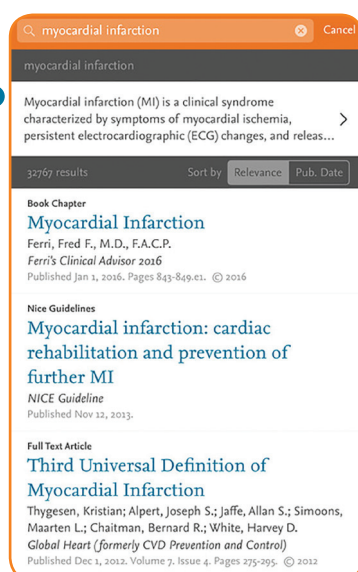 myocardial infarction Cancel
myocardial infarction
Myocardial infarction (MI) is a clinical syndrome
characterized by symptoms of myocardial ischemia,
persistent electrocardiographic (ECG) changes, and releas...
32767 results Sort by Relevance Pub. Date
Book Chapter
Myocardial Infarction
Ferri, Fred F., M.D., F.A.C.P.
Ferri's Clinical Advisor 2016
Published Jan 1, 2016. Pages 843-849.e1. © 2016
Nice Guidelines
Myocardial infarction: cardiac
rehabilitation and prevention of
further MI
NICE Guideline
Published Nov 12, 2013.
Full Text Article
Third Universal Definition of
Myocardial Infarction
Thygesen, Kristian; Alpert, Joseph S.; Jaffe, Allan S.; Simoons,
Maarten L.; Chaitman, Bernard R.; White, Harvey D.
Global Heart (formerly CVD Prevention and Control)
Published Dec 1, 2012. Volume 7. Issue 4. Pages 275-295. © 2012